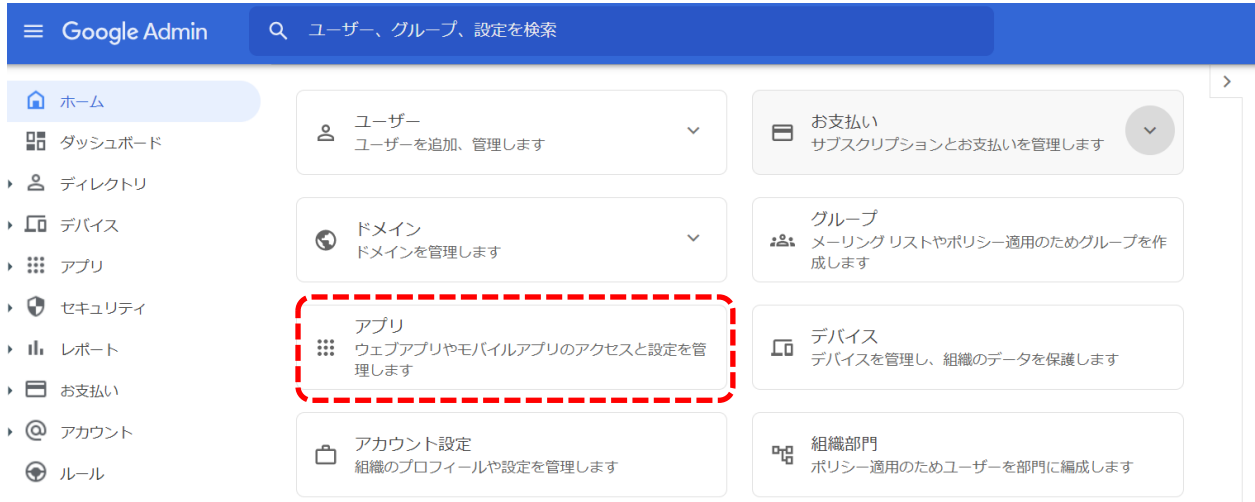 Google Admin
ユーザー、グループ、設定を検索
ホーム
ダッシュボード
ディレクトリ
デバイス
アプリ
セキュリティ
レポート
お支払い
アカウント
ルール
ユーザー
ユーザーを追加、管理します
お支払い
サブスクリプションとお支払いを管理します
ドメイン
ドメインを管理します
グループ
メーリング リストやポリシー適用のためグループを作
成します
アプリ
ウェブアプリやモバイルアプリのアクセスと設定を管
理します
デバイス
デバイスを管理し、組織のデータを保護します
アカウント設定
組織のプロフィールや設定を管理します
組織部門
ポリシー適用のためユーザーを部門に編成します